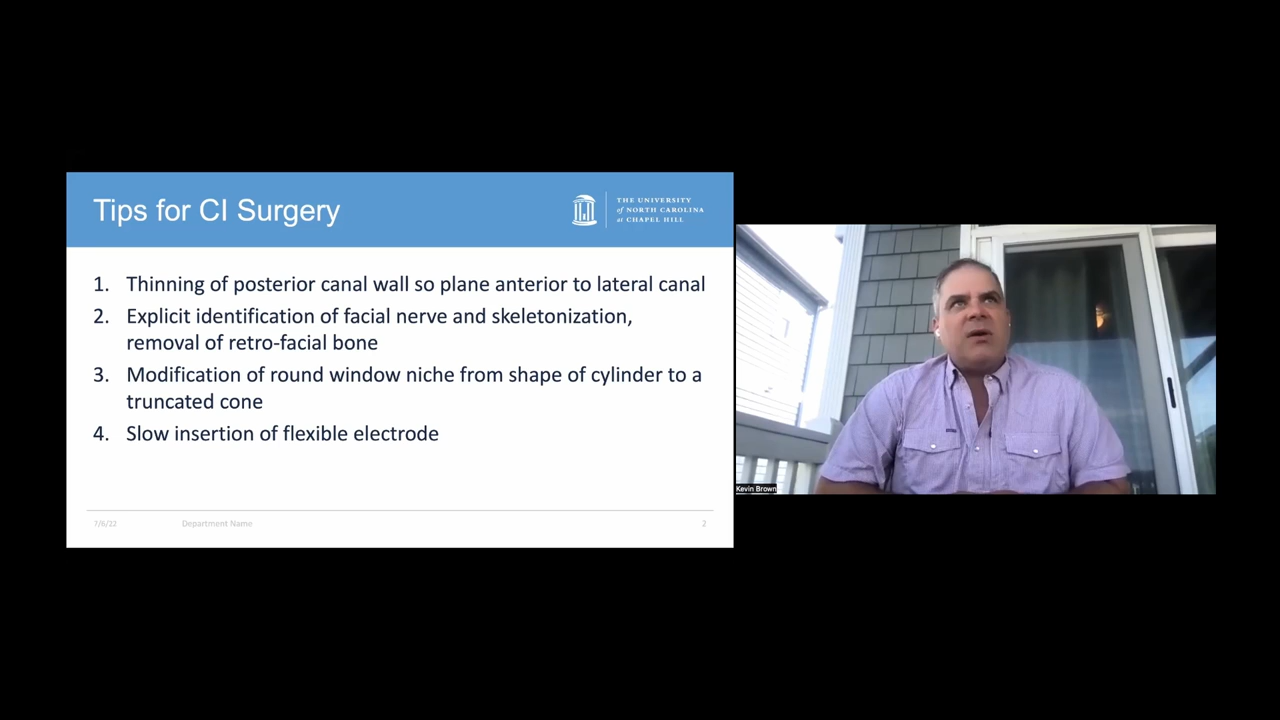 Tips for CI Surgery
THE UNIVERSITY
of NORTH CAROLINA
at CHAPEL HILL
1. Thinning of posterior canal wall so plane anterior to lateral canal
2. Explicit identification of facial nerve and skeletonization,
removal of retro-facial bone
3. Modification of round window niche from shape of cylinder to a
truncated cone
4. Slow insertion of flexible electrode
7/6/22 Department Name 2
Kevin Brown